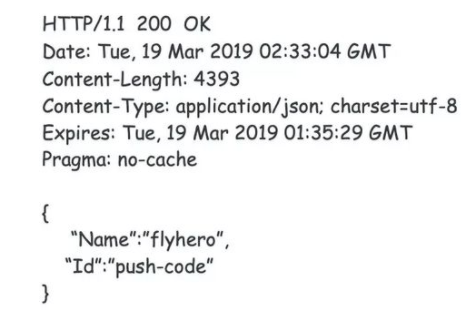 HTTP/1.1 200 OK
Date: Tue, 19 Mar 2019 02:33:04 GMT
Content-Length: 4393
Content-Type: application/json; charset=utf-8
Expires: Tue, 19 Mar 2019 01:35:29 GMT
Pragma: no-cache
{
"Name":"flyhero",
"Id":"push-code"
}